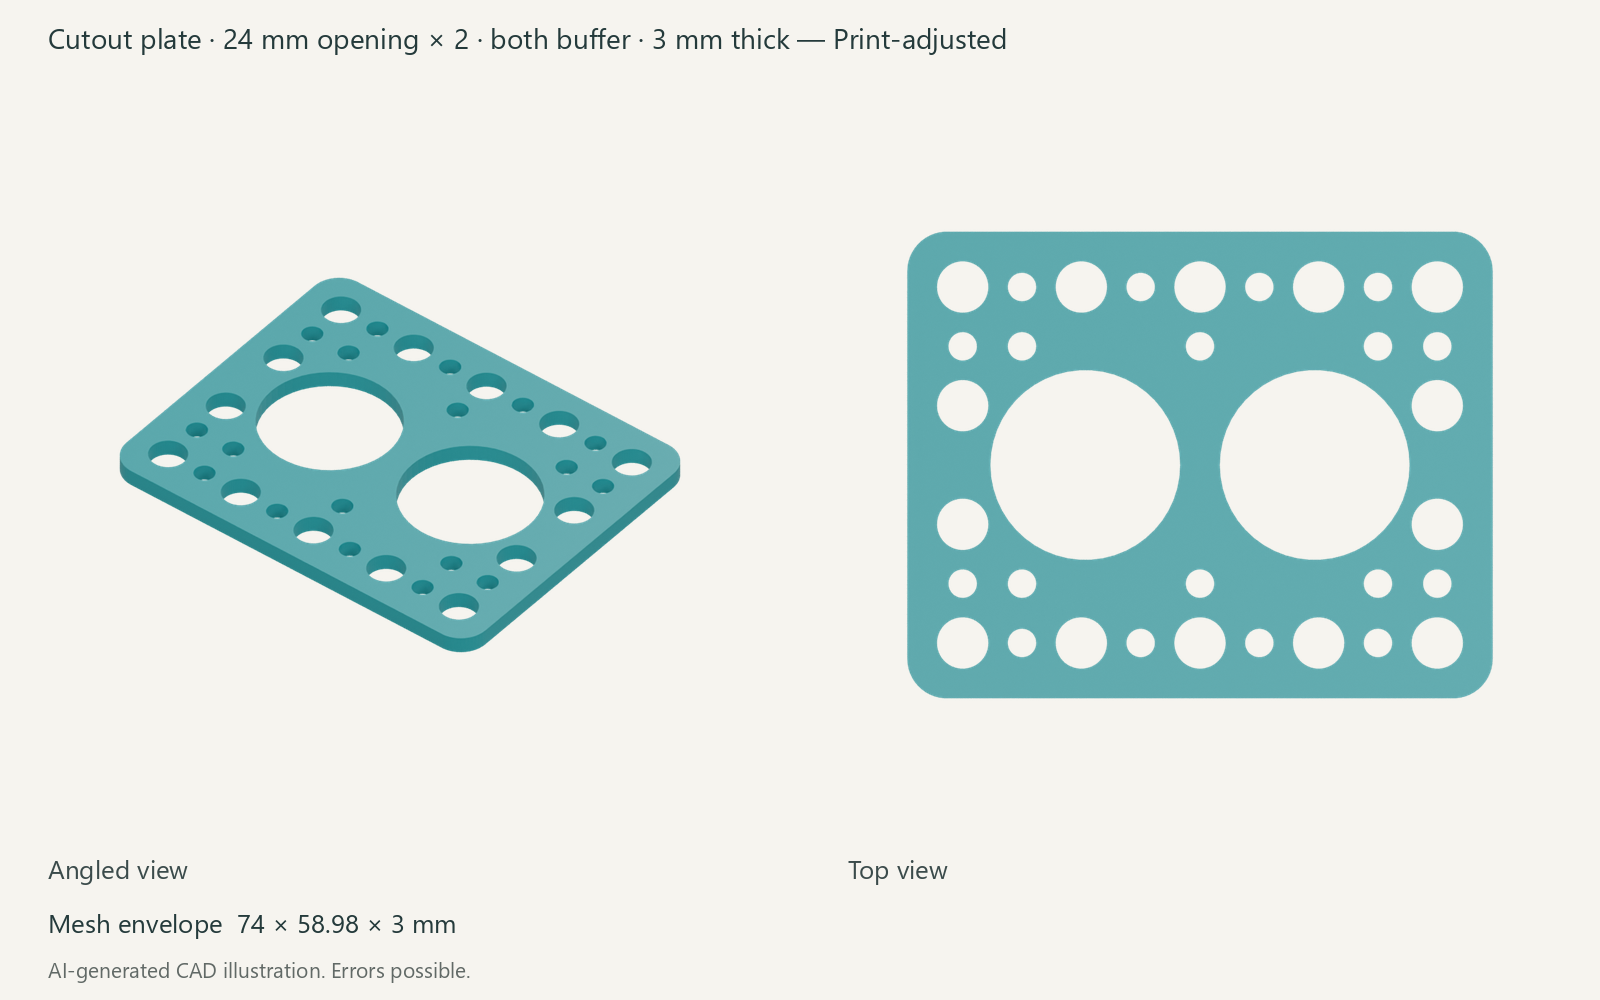 Cutout plate · 24 mm opening × 2 · both buffer · 3 mm thick — Print-adjusted
Angled view
Top view
Mesh envelope 74 × 58.98 × 3 mm
AI-generated CAD illustration. Errors possible.